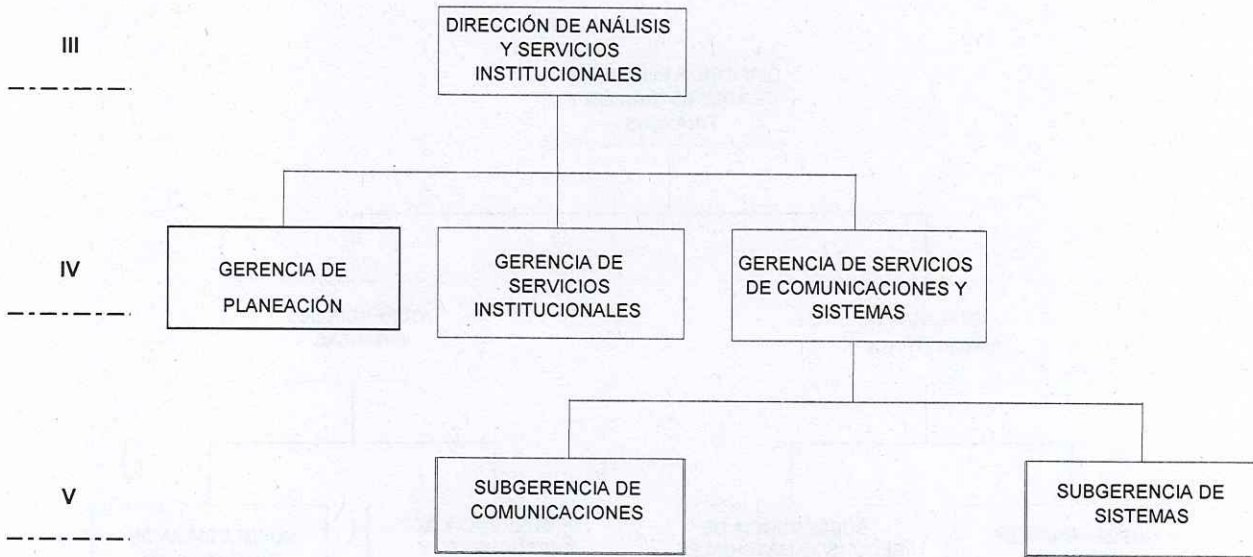 III
DIRECCIÓN DE ANÁLISIS
Y SERVICIOS
INSTITUCIONALES
IV
GERENCIA DE
PLANEACIÓN
GERENCIA DE
SERVICIOS
INSTITUCIONALES
GERENCIA DE SERVICIOS
DE COMUNICACIONES Y
SISTEMAS
V
SUBGERENCIA DE
COMUNICACIONES
SUBGERENCIA DE
SISTEMAS